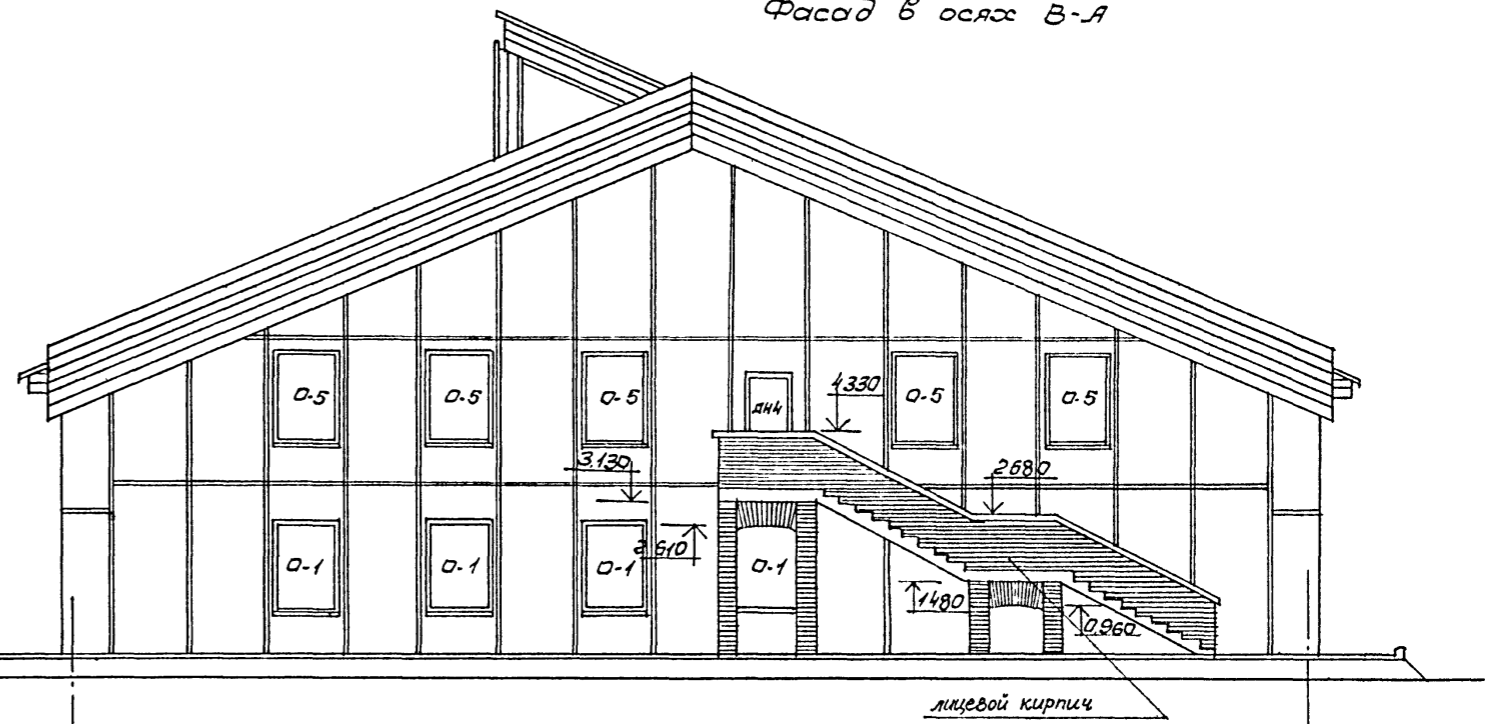 Фасад в осях В-А
4.330
О-5
О-5
О-5
ДН4
О-5
О-5
3.130
2.680
2.610
О-1
О-1
О-1
О-1
1.480
0.960
лицевой кирпич